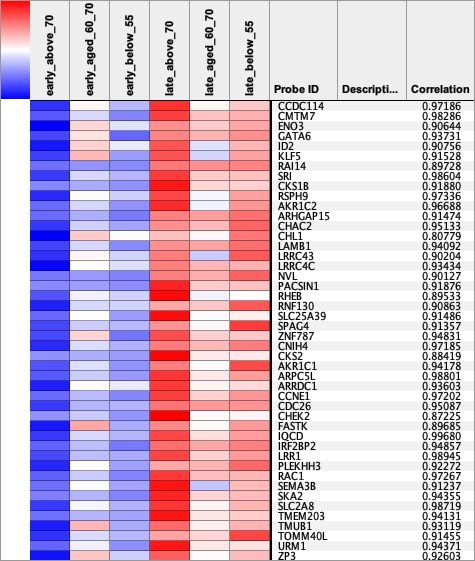 early_above_70 early_aged_60_70 early_below_55 late_above_70 late_aged_60_70 late_below_55 Probe ID Descripti... Correlation
CCDC114 0.97186
CMTM7 0.98286
ENO3 0.90644
GATA6 0.93731
ID2 0.90756
KLF5 0.91528
RAI14 0.89728
SRI 0.98604
CKS1B 0.91880
RSPH9 0.97336
AKR1C2 0.96688
ARHGAP15 0.91474
CHAC2 0.95133
CHL1 0.80779
LAMB1 0.94092
LRRC43 0.90204
LRRC4C 0.93434
NVL 0.90127
PACSIN1 0.91876
RHEB 0.89533
RNF130 0.90863
SLC25A39 0.91486
SPAG4 0.91357
ZNF787 0.94831
CNIH4 0.97185
CKS2 0.88419
AKR1C1 0.94178
ARPC5L 0.98801
ARRDC1 0.93603
CCNE1 0.97202
CDC26 0.95087
CHEK2 0.87225
FASTK 0.89685
IQCD 0.99680
IRF2BP2 0.94857
LRR1 0.98945
PLEKHH3 0.92272
RAC1 0.97267
SEMA3B 0.91237
SKA2 0.94355
SLC2A8 0.98719
TMEM203 0.94131
TMUB1 0.93119
TOMM40L 0.91455
URM1 0.94371
ZP3 0.92603